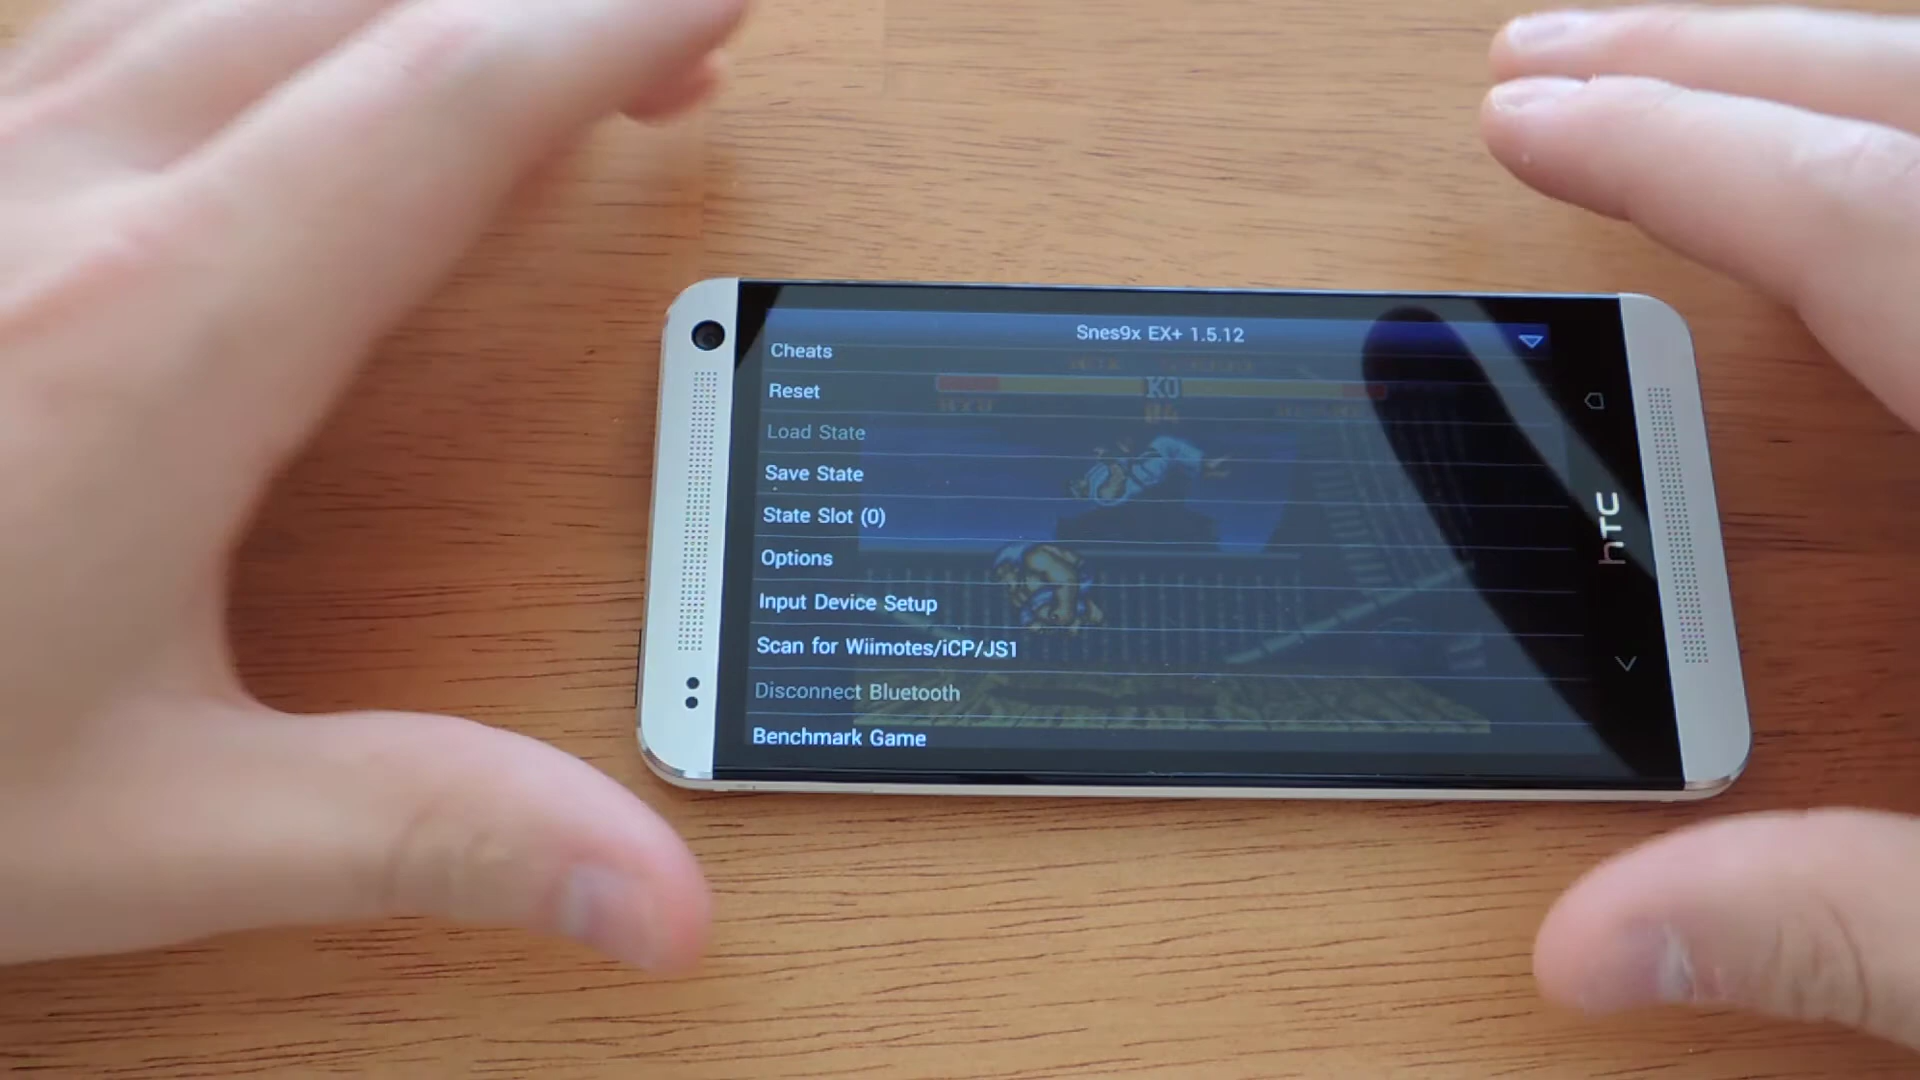 Snes9x EX+ 1.5.12
Cheats
Reset
Load State
Save State
State Slot (0)
Options
Input Device Setup
Scan for Wiimotes/iCP/JS1
Disconnect Bluetooth
Benchmark Game
KO
hTC